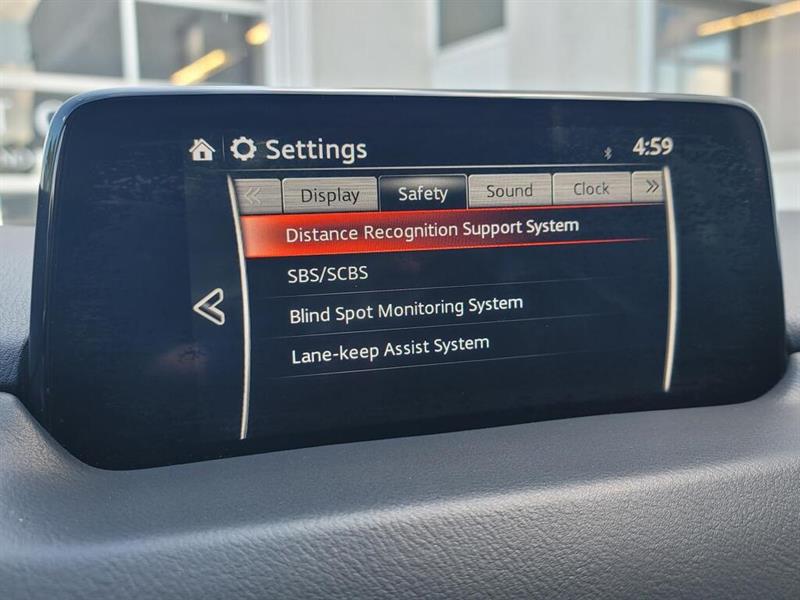 Settings 4:59
Display Safety Sound Clock
Distance Recognition Support System
SBS/SCBS
Blind Spot Monitoring System
Lane-keep Assist System